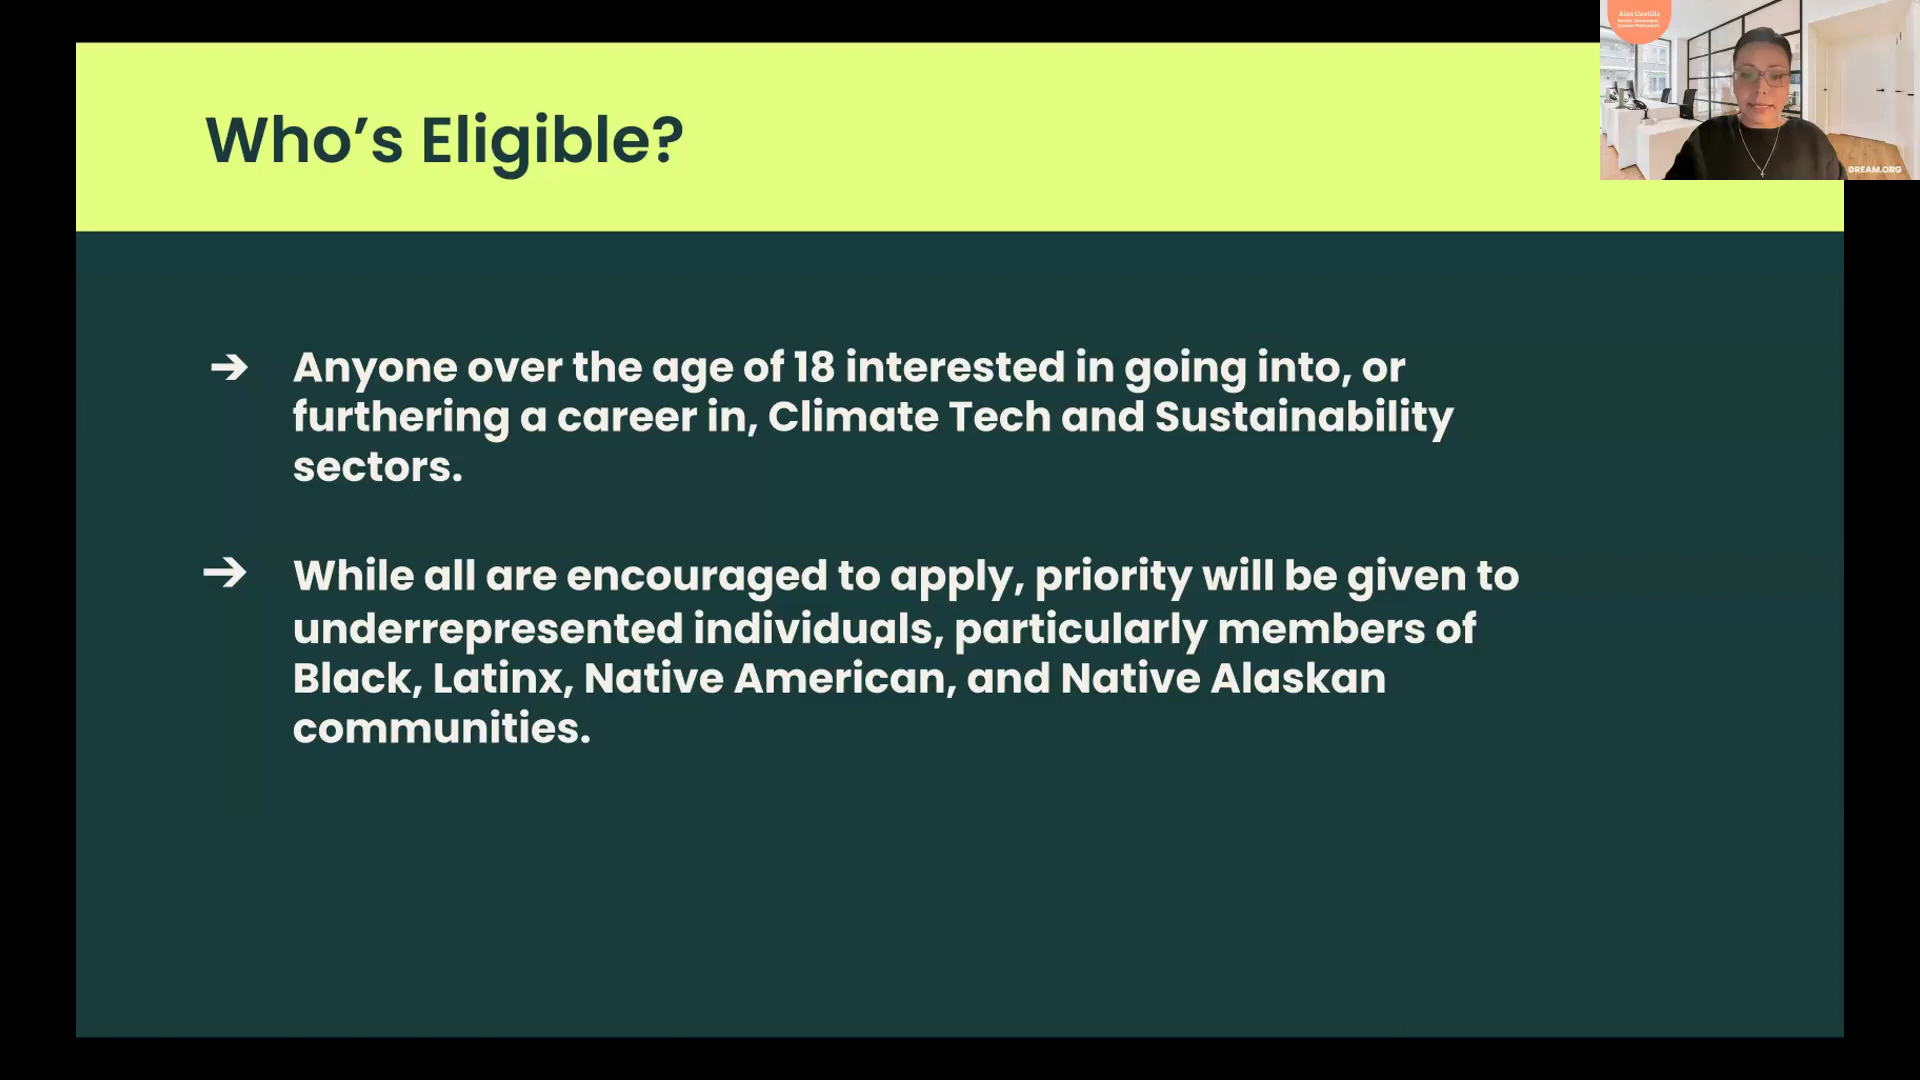 Alex Castillo
Who’s Eligible?
DREAM.ORG
➔ Anyone over the age of 18 interested in going into, or
furthering a career in, Climate Tech and Sustainability
sectors.
➔ While all are encouraged to apply, priority will be given to
underrepresented individuals, particularly members of
Black, Latinx, Native American, and Native Alaskan
communities.